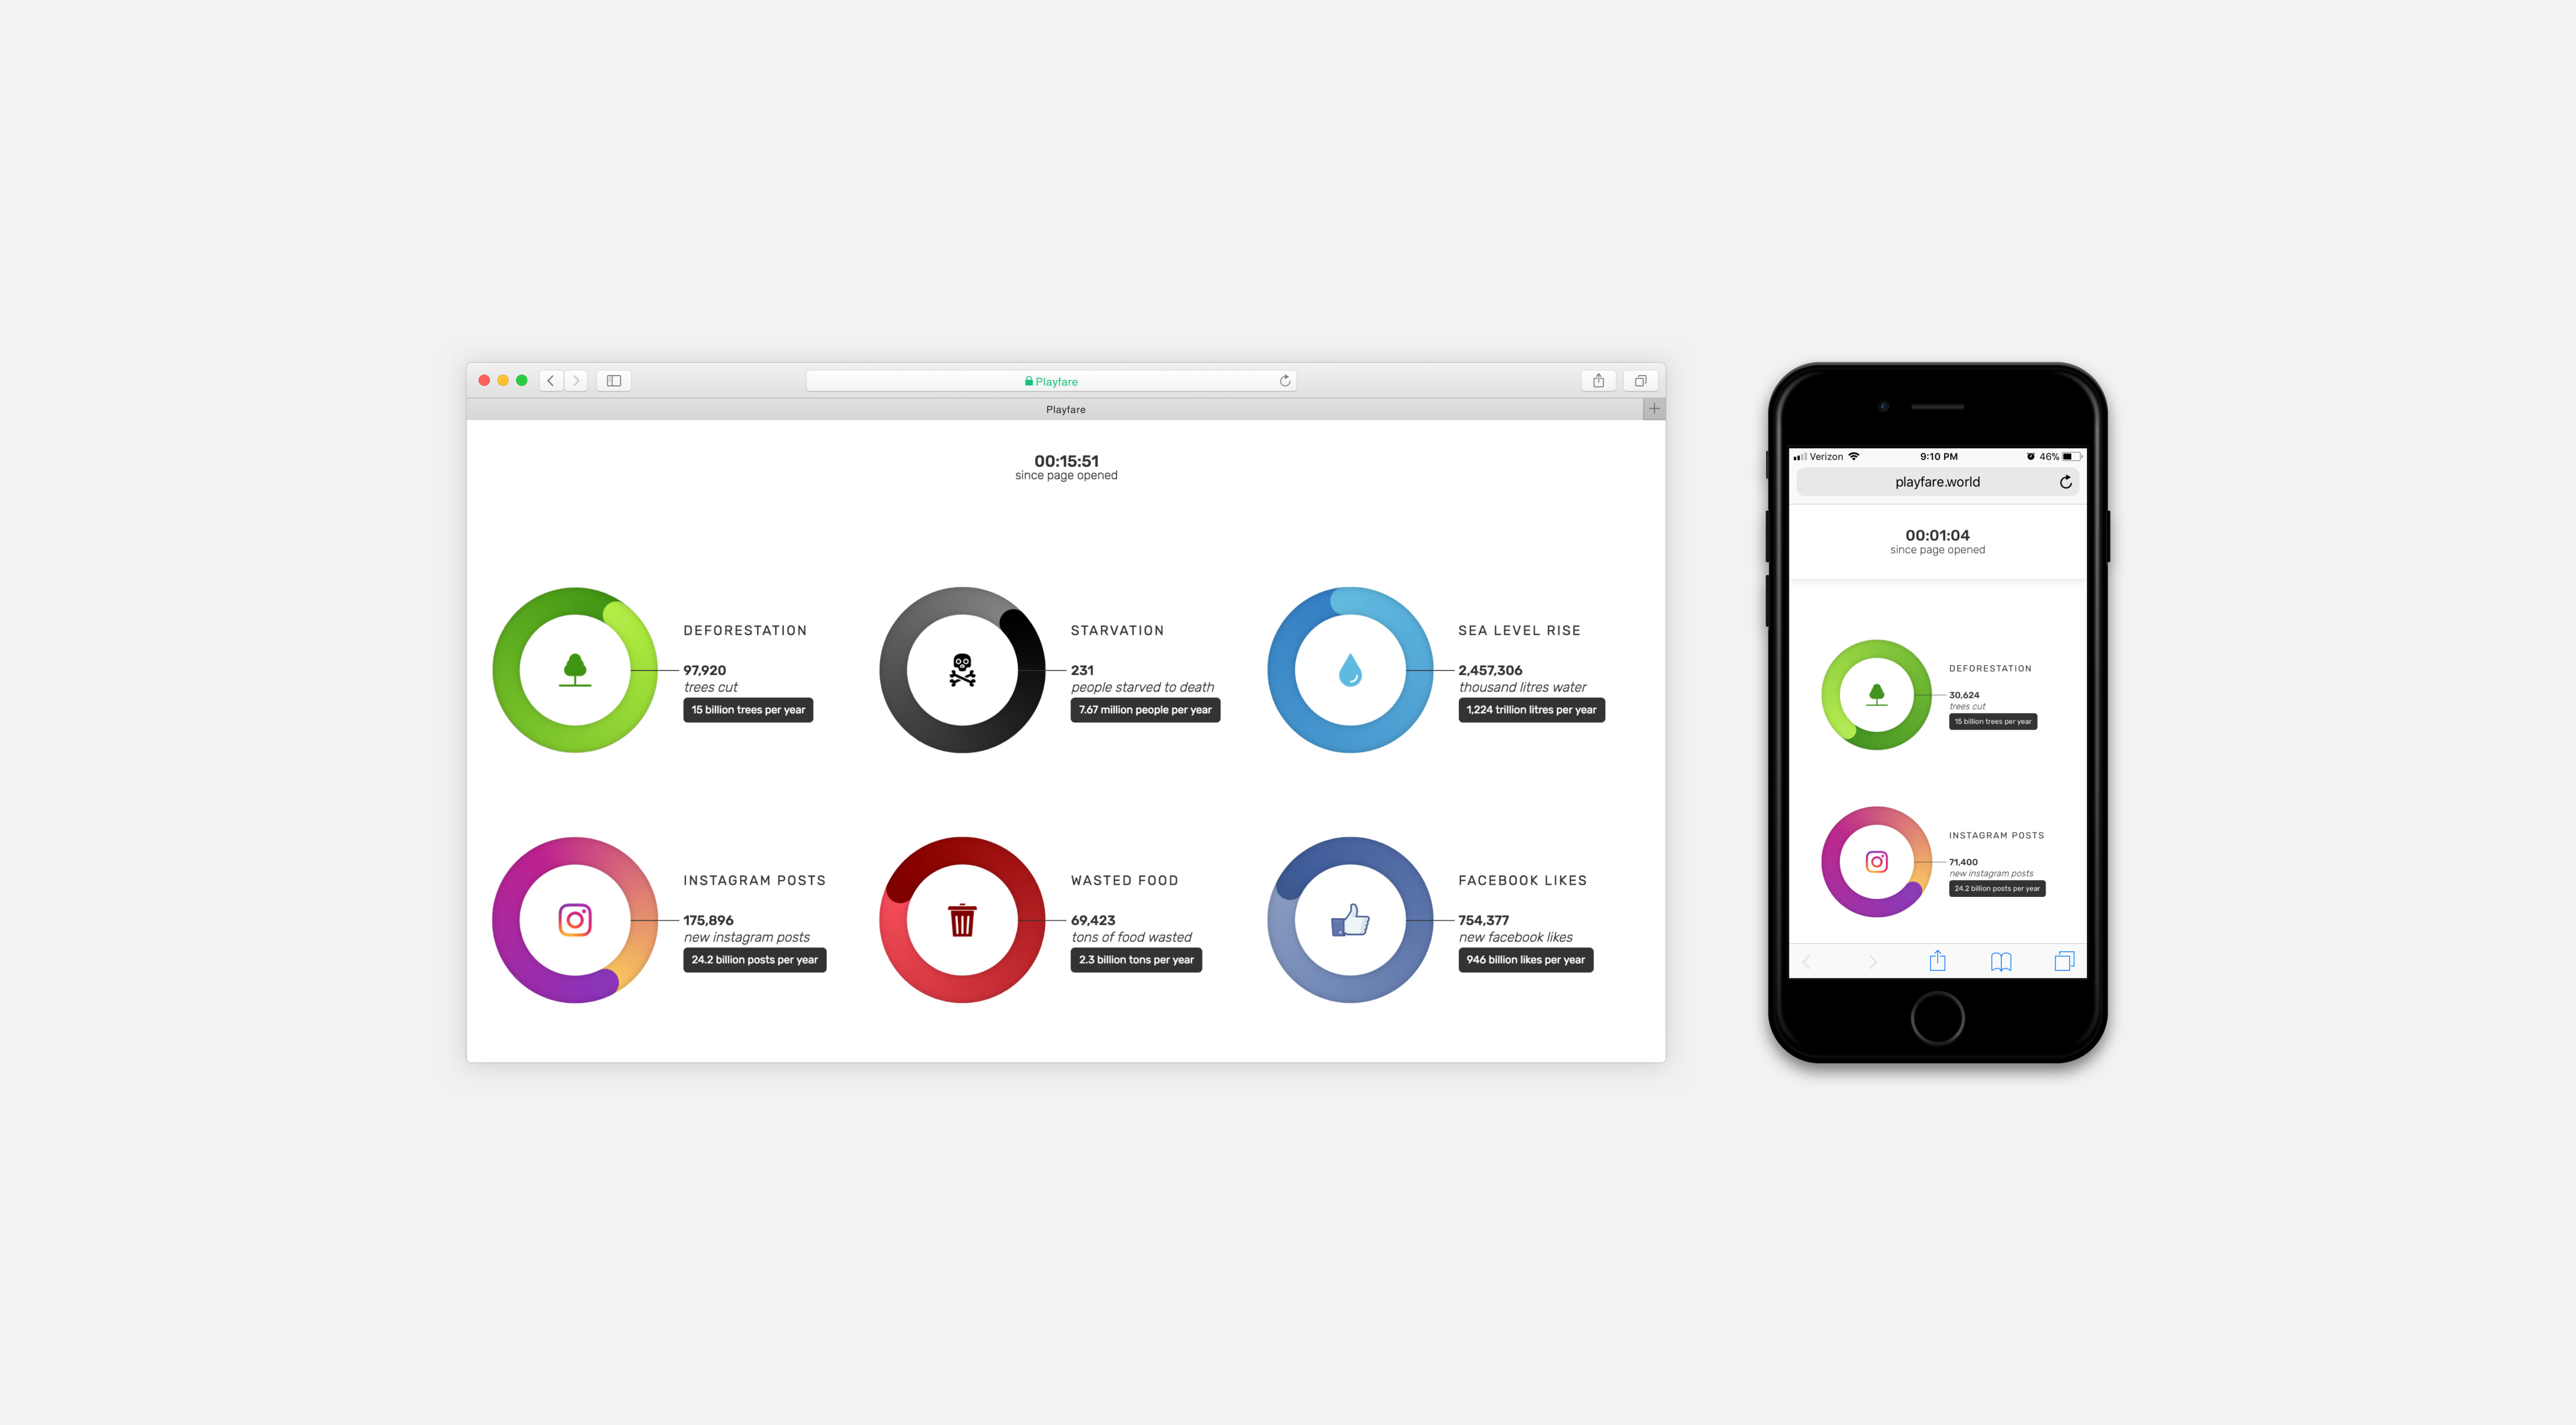 Playfare
Playfare
00:15:51
since page opened
DEFORESTATION
97,920
trees cut
15 billion trees per year
STARVATION
231
people starved to death
7.67 million people per year
SEA LEVEL RISE
2,457,306
thousand litres water
1,224 trillion litres per year
INSTAGRAM POSTS
175,896
new instagram posts
24.2 billion posts per year
WASTED FOOD
69,423
tons of food wasted
2.3 billion tons per year
FACEBOOK LIKES
754,377
new facebook likes
946 billion likes per year
Verizon 9:10 PM 46%
playfare.world
00:01:04
since page opened
DEFORESTATION
30,624
trees cut
15 billion trees per year
INSTAGRAM POSTS
71,400
new instagram posts
24.2 billion posts per year